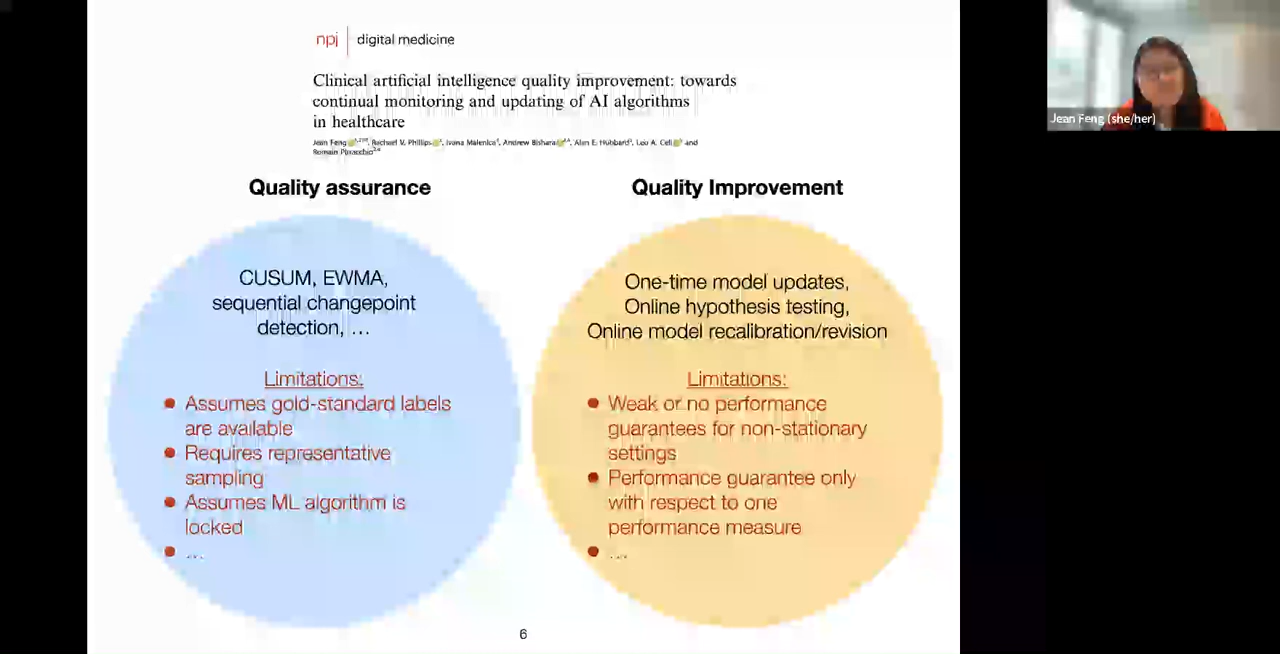 npj | digital medicine
Clinical artificial intelligence quality improvement: towards
continual monitoring and updating of AI algorithms
in healthcare
Jean Feng, Rachael V. Phillips, Ivana Malenica, Andrew Bishara, Alan E. Hubbard, Leo A. Celi and
Romain Pirracchio
Quality assurance
CUSUM, EWMA,
sequential changepoint
detection, ...
Limitations:
● Assumes gold-standard labels
are available
● Requires representative
sampling
● Assumes ML algorithm is
locked
● ...
Quality Improvement
One-time model updates,
Online hypothesis testing,
Online model recalibration/revision
Limitations:
● Weak or no performance
guarantees for non-stationary
settings
● Performance guarantee only
with respect to one
performance measure
● ...
6
Jean Feng (she/her)